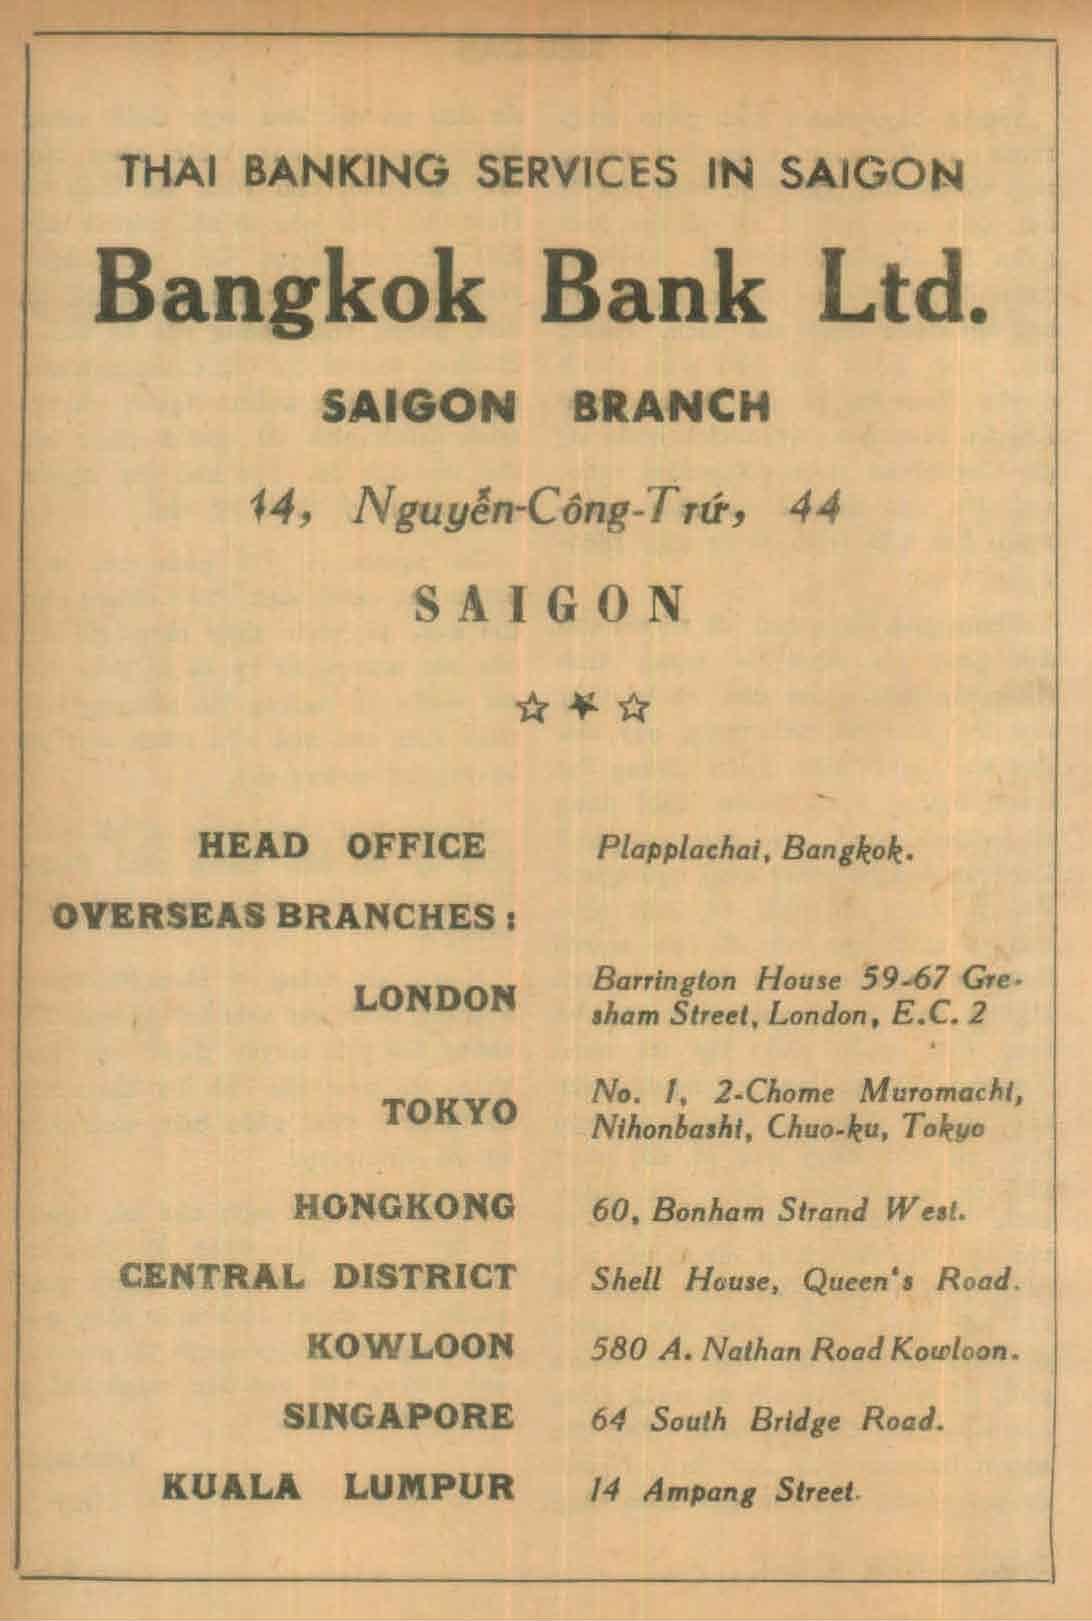 THAI BANKING SERVICES IN SAIGON
Bangkok Bank Ltd.
SAIGON BRANCH
44, Nguyễn-Công-Trứ, 44
SAIGON
HEAD OFFICE Plapplachai, Bangkok.
OVERSEAS BRANCHES :
LONDON Barrington House 59-67 Gre-
sham Street, London, E.C. 2
TOKYO No. 1, 2-Chome Muromachi,
Nihonbashi, Chuo-ku, Tokyo
HONGKONG 60, Bonham Strand West.
CENTRAL DISTRICT Shell House, Queen's Road.
KOWLOON 580 A. Nathan Road Kowloon.
SINGAPORE 64 South Bridge Road.
KUALA LUMPUR 14 Ampang Street.